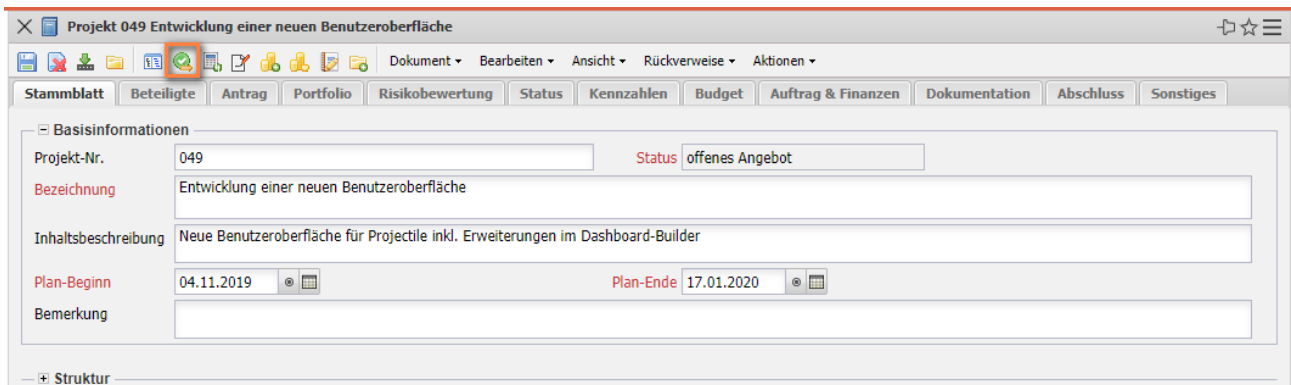 Projekt 049 Entwicklung einer neuen Benutzeroberfläche
Dokument Bearbeiten Ansicht Rückverweise Aktionen
Stammblatt Beteiligte Antrag Portfolio Risikobewertung Status Kennzahlen Budget Auftrag & Finanzen Dokumentation Abschluss Sonstiges
Basisinformationen
Projekt-Nr. 049 Status offenes Angebot
Bezeichnung Entwicklung einer neuen Benutzeroberfläche
Inhaltsbeschreibung Neue Benutzeroberfläche für Projectile inkl. Erweiterungen im Dashboard-Builder
Plan-Beginn 04.11.2019 Plan-Ende 17.01.2020
Bemerkung
Struktur